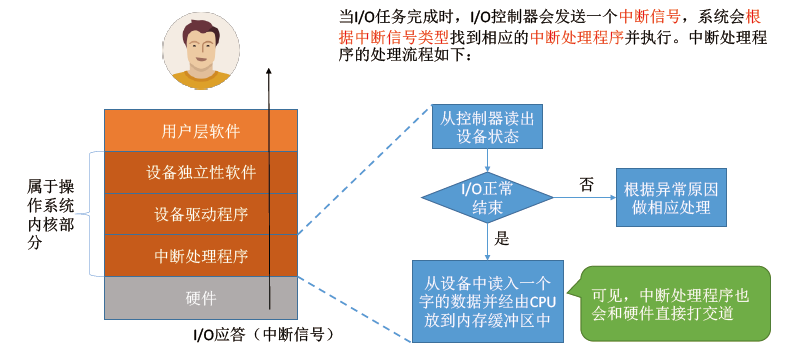 当I/O任务完成时，I/O控制器会发送一个中断信号，系统会根
据中断信号类型找到相应的中断处理程序并执行。中断处理程
序的处理流程如下：
用户层软件
设备独立性软件
设备驱动程序
中断处理程序
硬件
属于操
作系统
内核部
分
I/O应答（中断信号）
从控制器读出
设备状态
I/O正常
结束
否
根据异常原因
做相应处理
是
从设备中读入一个
字的数据并经由CPU
放到内存缓冲区中
可见，中断处理程序也
会和硬件直接打交道